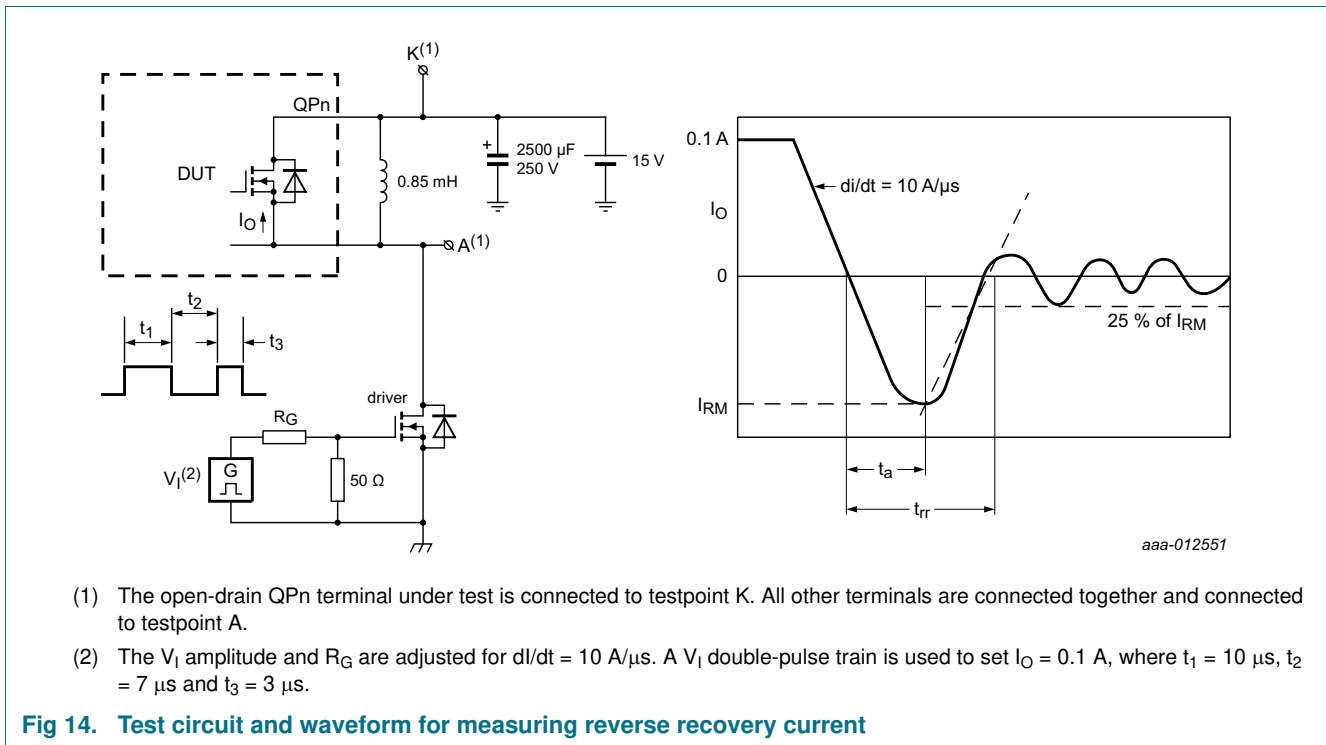 K(1)
QPn
DUT
IO
0.85 mH
+
2500 µF
250 V
15 V
A(1)
t1
t2
t3
driver
RG
VI(2)
G
50 Ω
0.1 A
di/dt = 10 A/µs
IO
0
25 % of IRM
IRM
ta
trr
aaa-012551
(1) The open-drain QPn terminal under test is connected to testpoint K. All other terminals are connected together and connected
to testpoint A.
(2) The VI amplitude and RG are adjusted for dI/dt = 10 A/µs. A VI double-pulse train is used to set IO = 0.1 A, where t1 = 10 µs, t2
= 7 µs and t3 = 3 µs.
Fig 14. Test circuit and waveform for measuring reverse recovery current